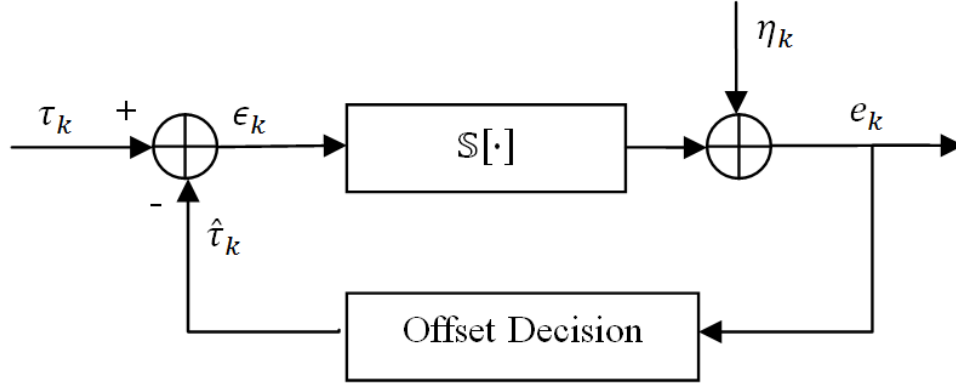 η_k
τ_k + ϵ_k 𝕊[·] e_k
-
τ̂_k
Offset Decision